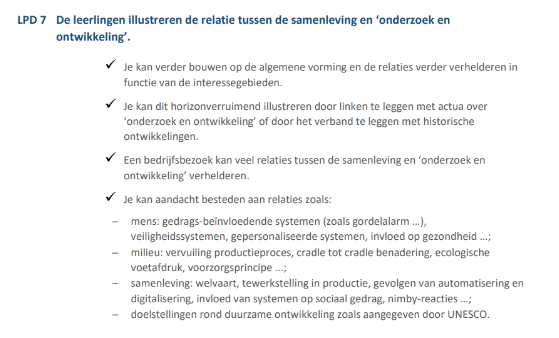 LPD 7 De leerlingen illustreren de relatie tussen de samenleving en ‘onderzoek en
ontwikkeling’.
✓ Je kan verder bouwen op de algemene vorming en de relaties verder verhelderen in
functie van de interessegebieden.
✓ Je kan dit horizonverruimend illustreren door linken te leggen met actua over
‘onderzoek en ontwikkeling’ of door het verband te leggen met historische
ontwikkelingen.
✓ Een bedrijfsbezoek kan veel relaties tussen de samenleving en ‘onderzoek en
ontwikkeling’ verhelderen.
✓ Je kan aandacht besteden aan relaties zoals:
– mens: gedrags-beïnvloedende systemen (zoals gordelalarm …),
veiligheidssystemen, gepersonaliseerde systemen, invloed op gezondheid …;
– milieu: vervuiling productieproces, cradle tot cradle benadering, ecologische
voetafdruk, voorzorgsprincipe …;
– samenleving: welvaart, tewerkstelling in productie, gevolgen van automatisering en
digitalisering, invloed van systemen op sociaal gedrag, nimby-reacties …;
– doelstellingen rond duurzame ontwikkeling zoals aangegeven door UNESCO.